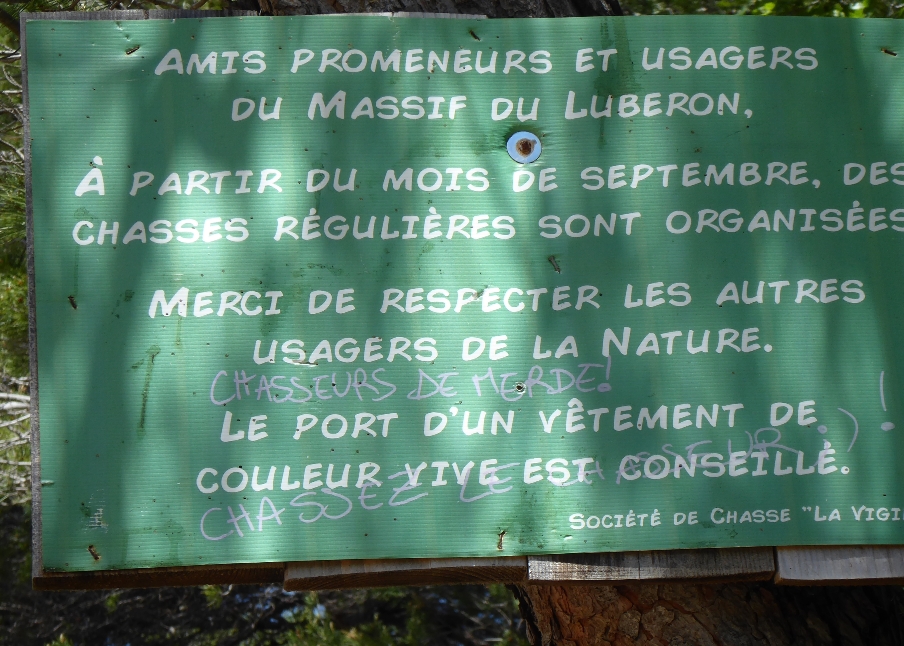 AMIS PROMENEURS ET USAGERS
DU MASSIF DU LUBERON,
À PARTIR DU MOIS DE SEPTEMBRE, DES
CHASSES RÉGULIÈRES SONT ORGANISÉES
MERCI DE RESPECTER LES AUTRES
USAGERS DE LA NATURE.
CHASSEURS DE MERDE!
LE PORT D'UN VÊTEMENT DE
COULEUR VIVE EST CONSEILLÉ.
CHASSEZ LE CHASSEUR :) !
SOCIÉTÉ DE CHASSE "LA VIGI